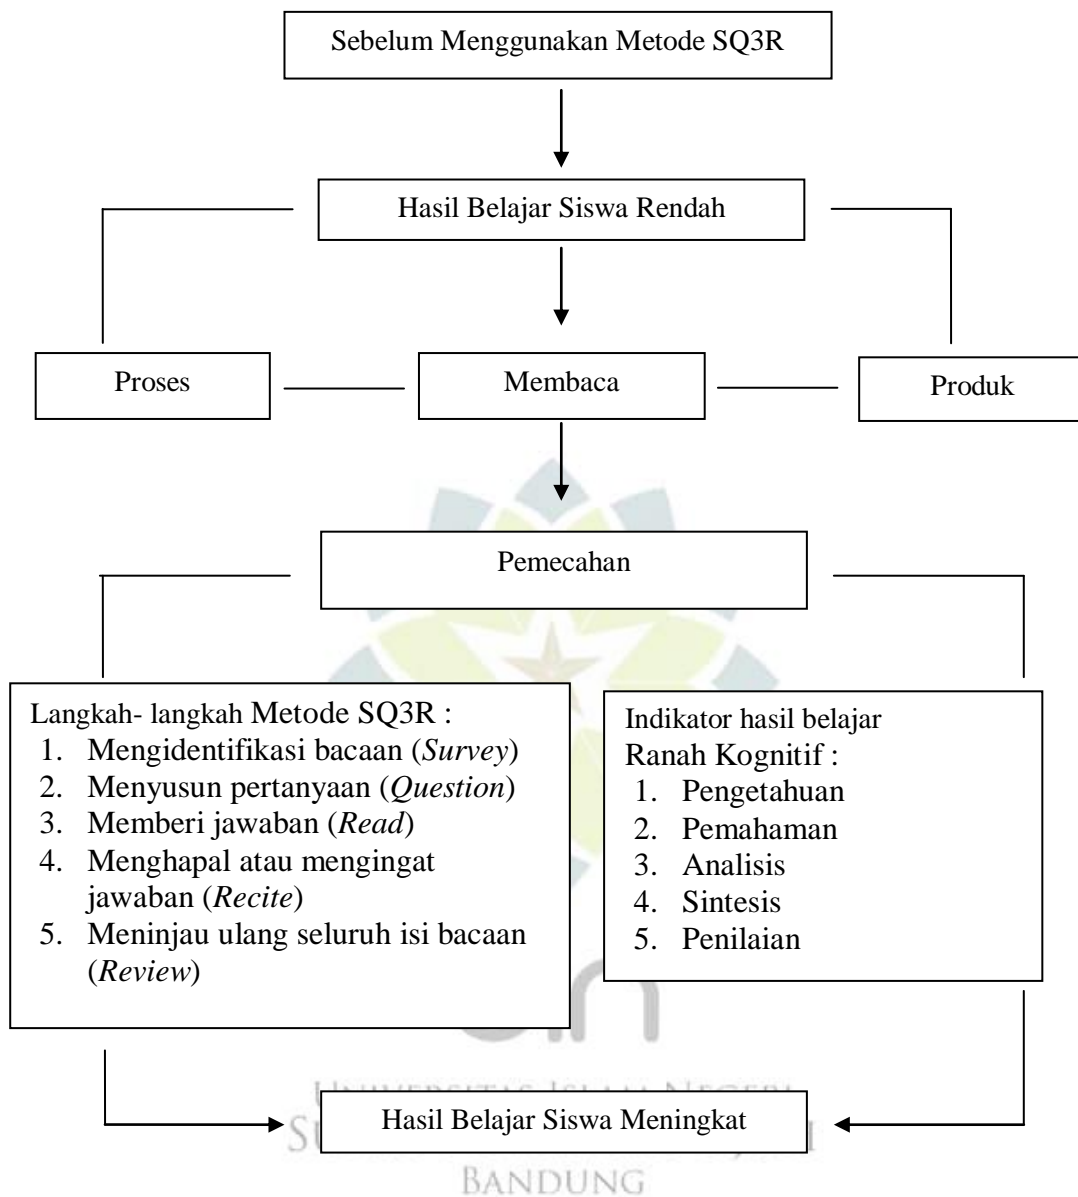 Sebelum Menggunakan Metode SQ3R
Hasil Belajar Siswa Rendah
Proses
Membaca
Produk
Pemecahan
Langkah- langkah Metode SQ3R :
1. Mengidentifikasi bacaan (Survey)
2. Menyusun pertanyaan (Question)
3. Memberi jawaban (Read)
4. Menghapal atau mengingat
jawaban (Recite)
5. Meninjau ulang seluruh isi bacaan
(Review)
Indikator hasil belajar
Ranah Kognitif :
1. Pengetahuan
2. Pemahaman
3. Analisis
4. Sintesis
5. Penilaian
UNIVERSITAS ISLAM NEGERI
Hasil Belajar Siswa Meningkat
BANDUNG